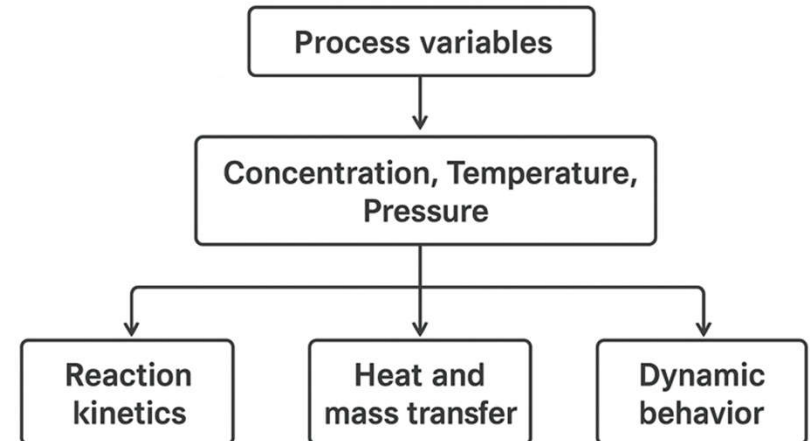 Process variables
Concentration, Temperature,
Pressure
Reaction
kinetics
Heat and
mass transfer
Dynamic
behavior